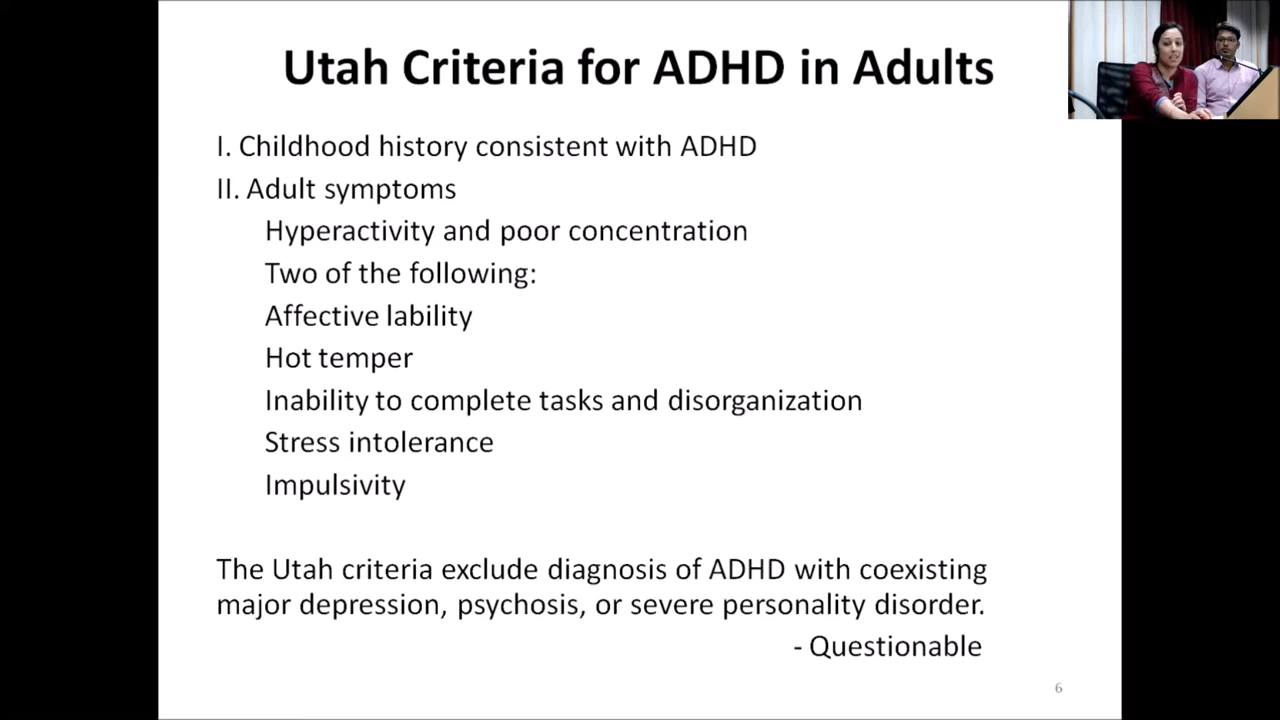 Utah Criteria for ADHD in Adults
I. Childhood history consistent with ADHD
II. Adult symptoms
Hyperactivity and poor concentration
Two of the following:
Affective lability
Hot temper
Inability to complete tasks and disorganization
Stress intolerance
Impulsivity
The Utah criteria exclude diagnosis of ADHD with coexisting
major depression, psychosis, or severe personality disorder.
- Questionable
6